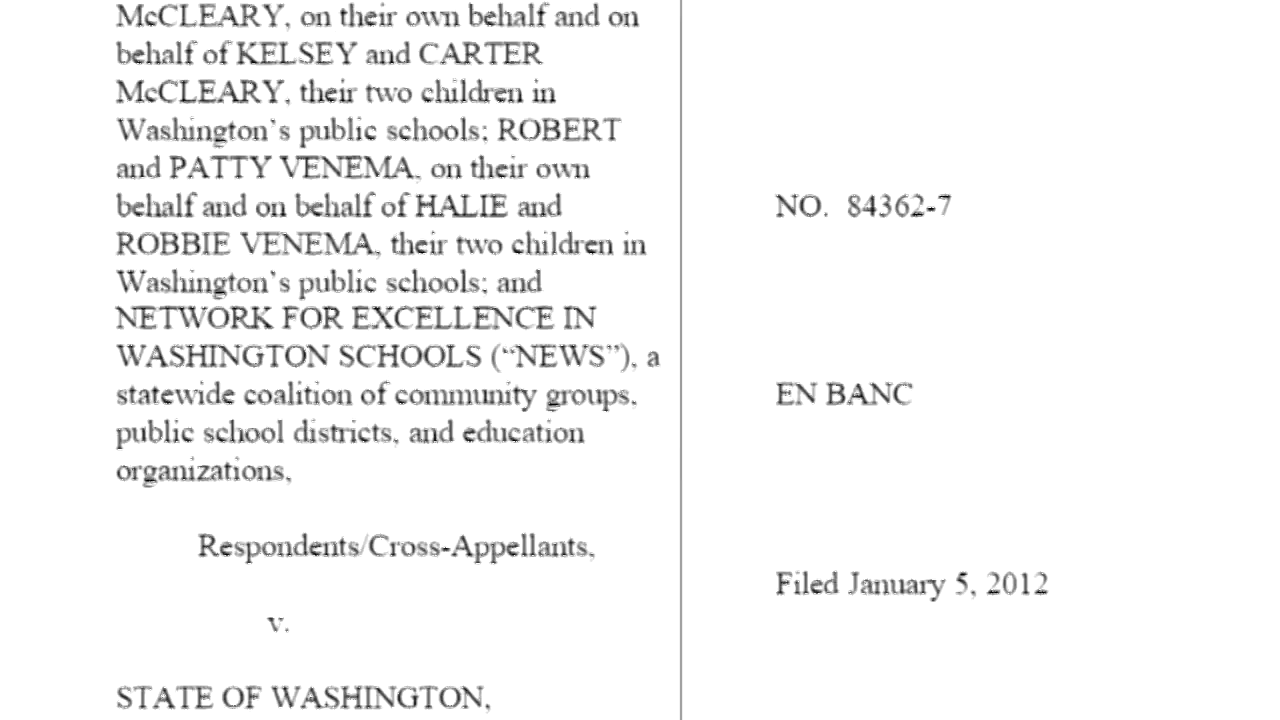 McCLEARY, on their own behalf and on
behalf of KELSEY and CARTER
McCLEARY, their two children in
Washington's public schools; ROBERT
and PATTY VENEMA, on their own
behalf and on behalf of HALIE and
ROBBIE VENEMA, their two children in
Washington's public schools; and
NETWORK FOR EXCELLENCE IN
WASHINGTON SCHOOLS (“NEWS”), a
statewide coalition of community groups,
public school districts, and education
organizations,
Respondents/Cross-Appellants,
v.
STATE OF WASHINGTON,
NO. 84362-7
EN BANC
Filed January 5, 2012